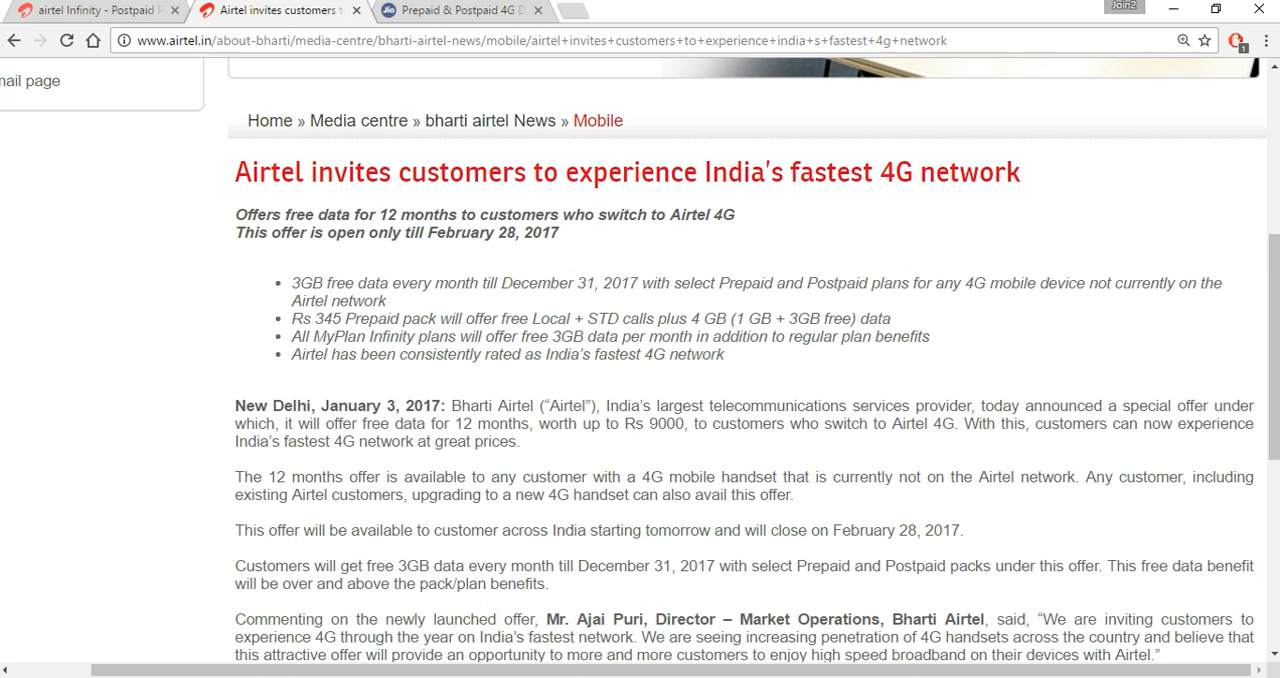 airtel Infinity - Postpaid P
Airtel invites customers t
Prepaid & Postpaid 4G D
Join2
www.airtel.in/about-bharti/media-centre/bharti-airtel-news/mobile/airtel+invites+customers+to+experience+india+s+fastest+4g+network
1
mail page
Home » Media centre » bharti airtel News » Mobile
Airtel invites customers to experience India's fastest 4G network
Offers free data for 12 months to customers who switch to Airtel 4G
This offer is open only till February 28, 2017
• 3GB free data every month till December 31, 2017 with select Prepaid and Postpaid plans for any 4G mobile device not currently on the
Airtel network
• Rs 345 Prepaid pack will offer free Local + STD calls plus 4 GB (1 GB + 3GB free) data
• All MyPlan Infinity plans will offer free 3GB data per month in addition to regular plan benefits
• Airtel has been consistently rated as India's fastest 4G network
New Delhi, January 3, 2017: Bharti Airtel (“Airtel”), India's largest telecommunications services provider, today announced a special offer under
which, it will offer free data for 12 months, worth up to Rs 9000, to customers who switch to Airtel 4G. With this, customers can now experience
India's fastest 4G network at great prices.
The 12 months offer is available to any customer with a 4G mobile handset that is currently not on the Airtel network. Any customer, including
existing Airtel customers, upgrading to a new 4G handset can also avail this offer.
This offer will be available to customer across India starting tomorrow and will close on February 28, 2017.
Customers will get free 3GB data every month till December 31, 2017 with select Prepaid and Postpaid packs under this offer. This free data benefit
will be over and above the pack/plan benefits.
Commenting on the newly launched offer, Mr. Ajai Puri, Director – Market Operations, Bharti Airtel, said, “We are inviting customers to
experience 4G through the year on India's fastest network. We are seeing increasing penetration of 4G handsets across the country and believe that
this attractive offer will provide an opportunity to more and more customers to enjoy high speed broadband on their devices with Airtel.”